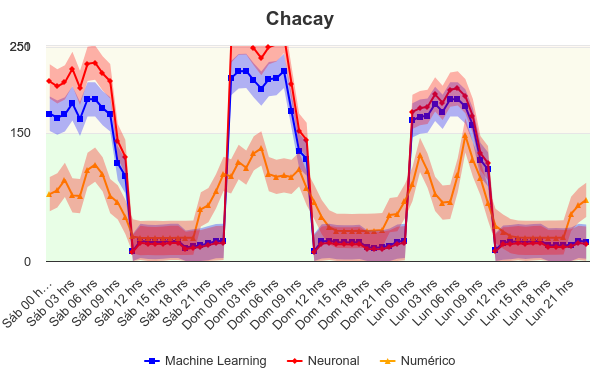 Chacay
250
150
0
Sáb 00 h...
Sáb 03 hrs
Sáb 06 hrs
Sáb 09 hrs
Sáb 12 hrs
Sáb 15 hrs
Sáb 18 hrs
Sáb 21 hrs
Dom 00 hrs
Dom 03 hrs
Dom 06 hrs
Dom 09 hrs
Dom 12 hrs
Dom 15 hrs
Dom 18 hrs
Dom 21 hrs
Lun 00 hrs
Lun 03 hrs
Lun 06 hrs
Lun 09 hrs
Lun 12 hrs
Lun 15 hrs
Lun 18 hrs
Lun 21 hrs
Machine Learning
Neuronal
Numérico